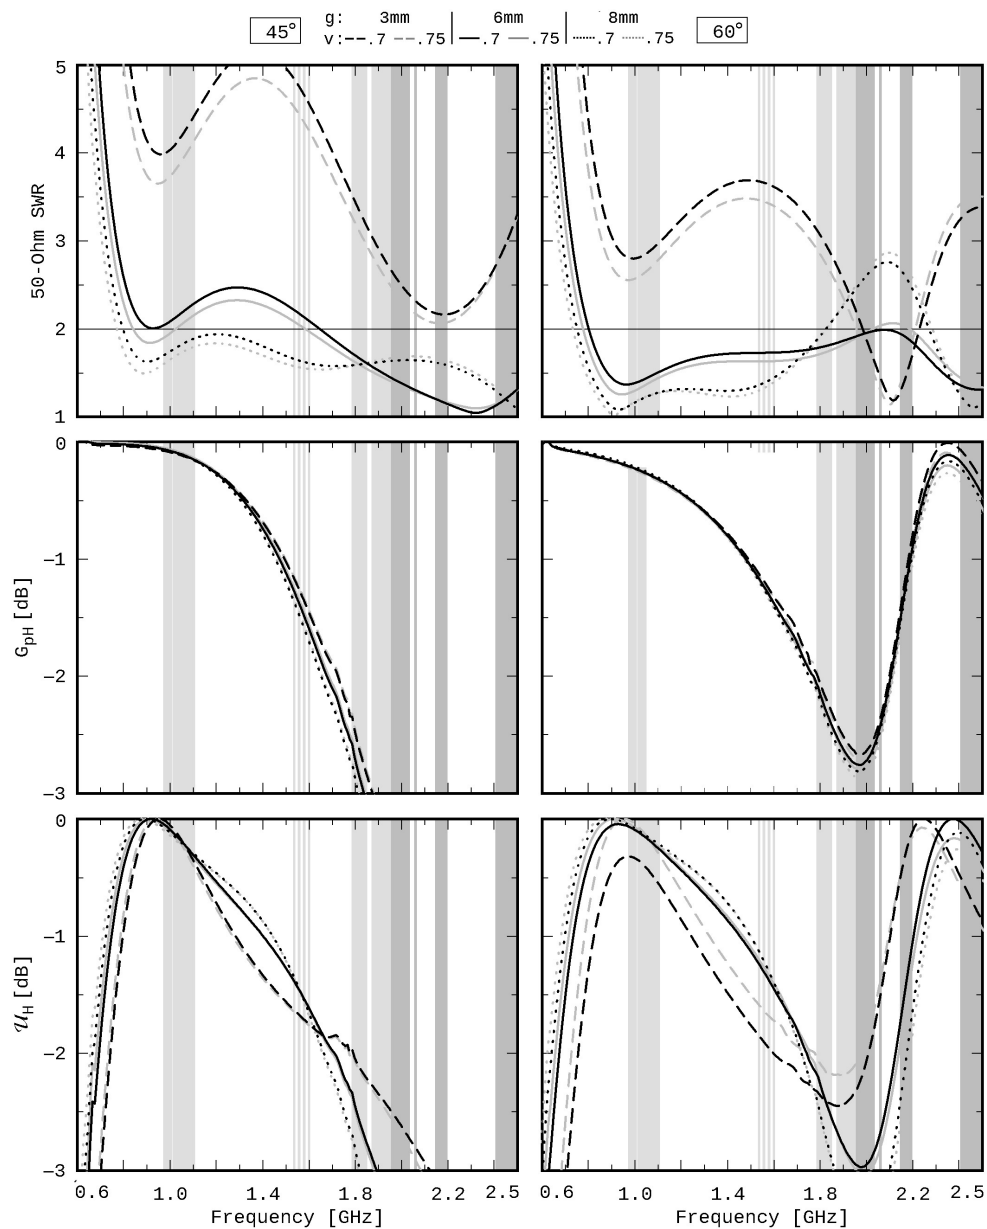 g: 3mm 6mm 8mm
45° v: .7 .75 .7 .75 .7 .75 60°
5
4
3
2
1
50-Ohm SWR
0
−1
−2
−3
GpH [dB]
0
−1
−2
−3
𝒰H [dB]
0.6 1.0 1.4 1.8 2.2 2.5
0.6 1.0 1.4 1.8 2.2 2.5
Frequency [GHz]
Frequency [GHz]